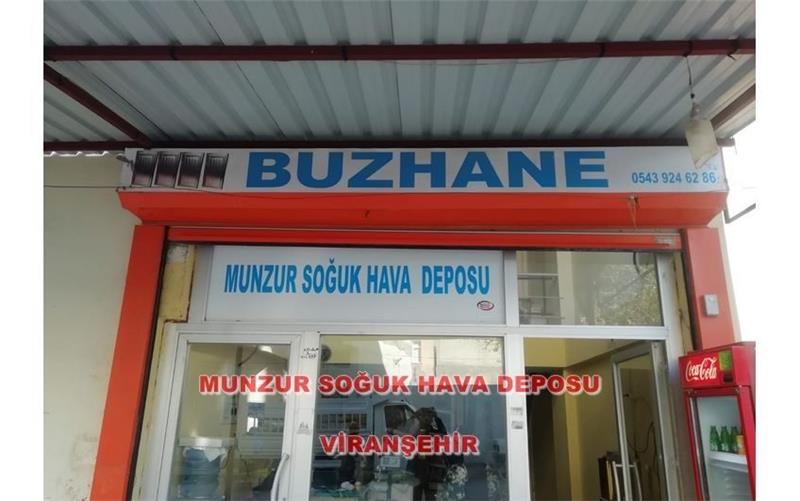 BUZHANE
0543 924 62 86
MUNZUR SOĞUK HAVA DEPOSU
MUNZUR SOĞUK HAVA DEPOSU
VİRANŞEHİR
Coca-Cola